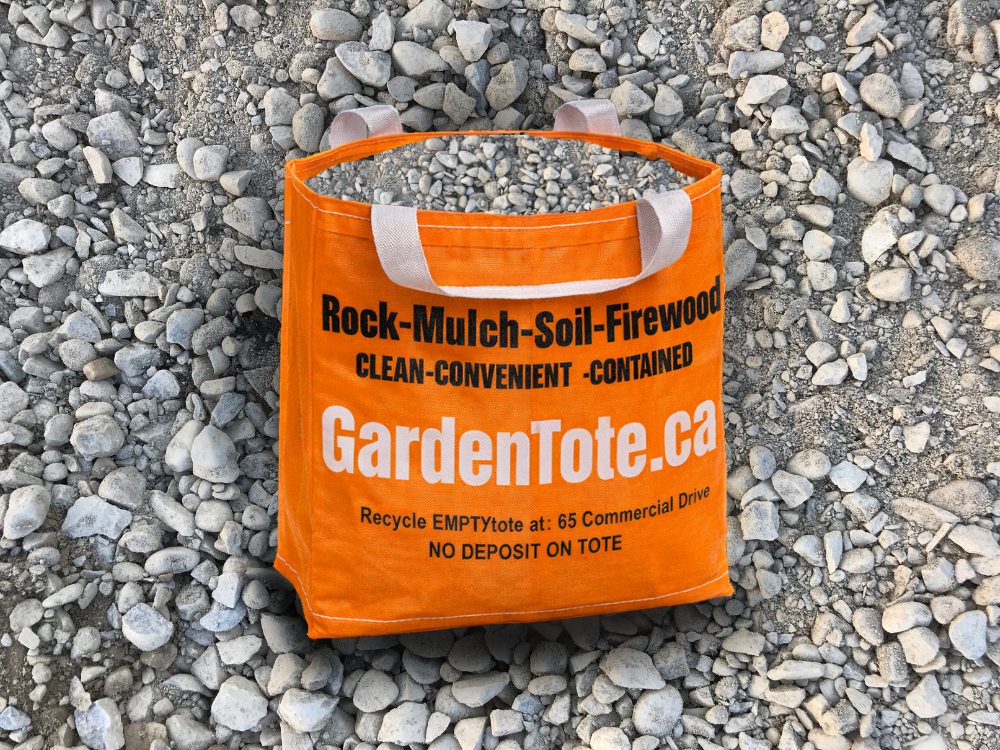 Rock-Mulch-Soil-Firewood
CLEAN-CONVENIENT -CONTAINED
GardenTote.ca
Recycle EMPTYtote at: 65 Commercial Drive
NO DEPOSIT ON TOTE